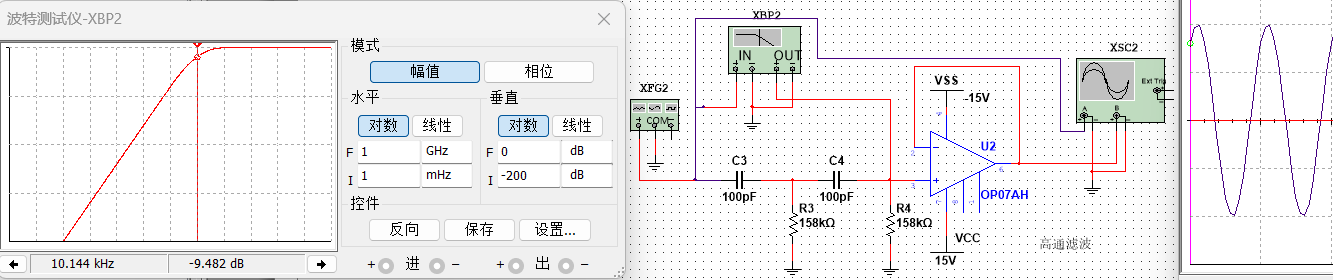 波特测试仪-XBP2
模式
幅值 相位
水平 垂直
对数 线性 对数 线性
F 1 GHz F 0 dB
I 1 mHz I -200 dB
控件
反向 保存 设置...
10.144 kHz -9.482 dB
+ 进 − + 出 −
XBP2
IN OUT
XFG2
COM
XSC2
Ext Trig
A B
VSS
-15V
U2
2
3
6
OP07AH
C3
100pF
C4
100pF
R3
158kΩ
R4
158kΩ
VCC
15V
高通滤波